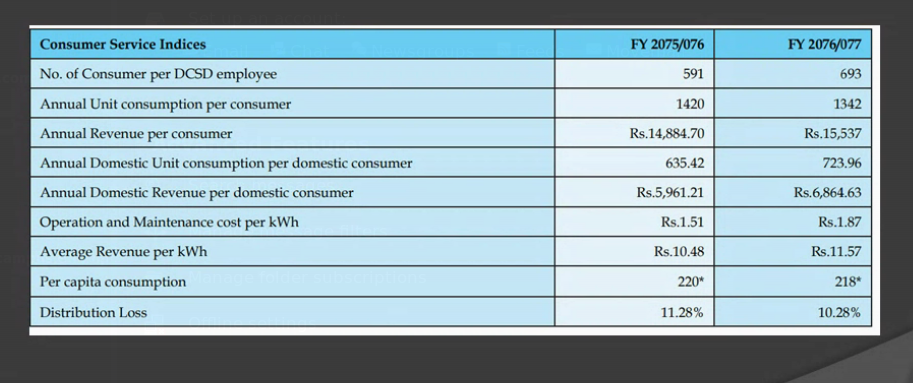 Consumer Service Indices FY 2075/076 FY 2076/077
No. of Consumer per DCSD employee 591 693
Annual Unit consumption per consumer 1420 1342
Annual Revenue per consumer Rs.14,884.70 Rs.15,537
Annual Domestic Unit consumption per domestic consumer 635.42 723.96
Annual Domestic Revenue per domestic consumer Rs.5,961.21 Rs.6,864.63
Operation and Maintenance cost per kWh Rs.1.51 Rs.1.87
Average Revenue per kWh Rs.10.48 Rs.11.57
Per capita consumption 220* 218*
Distribution Loss 11.28% 10.28%